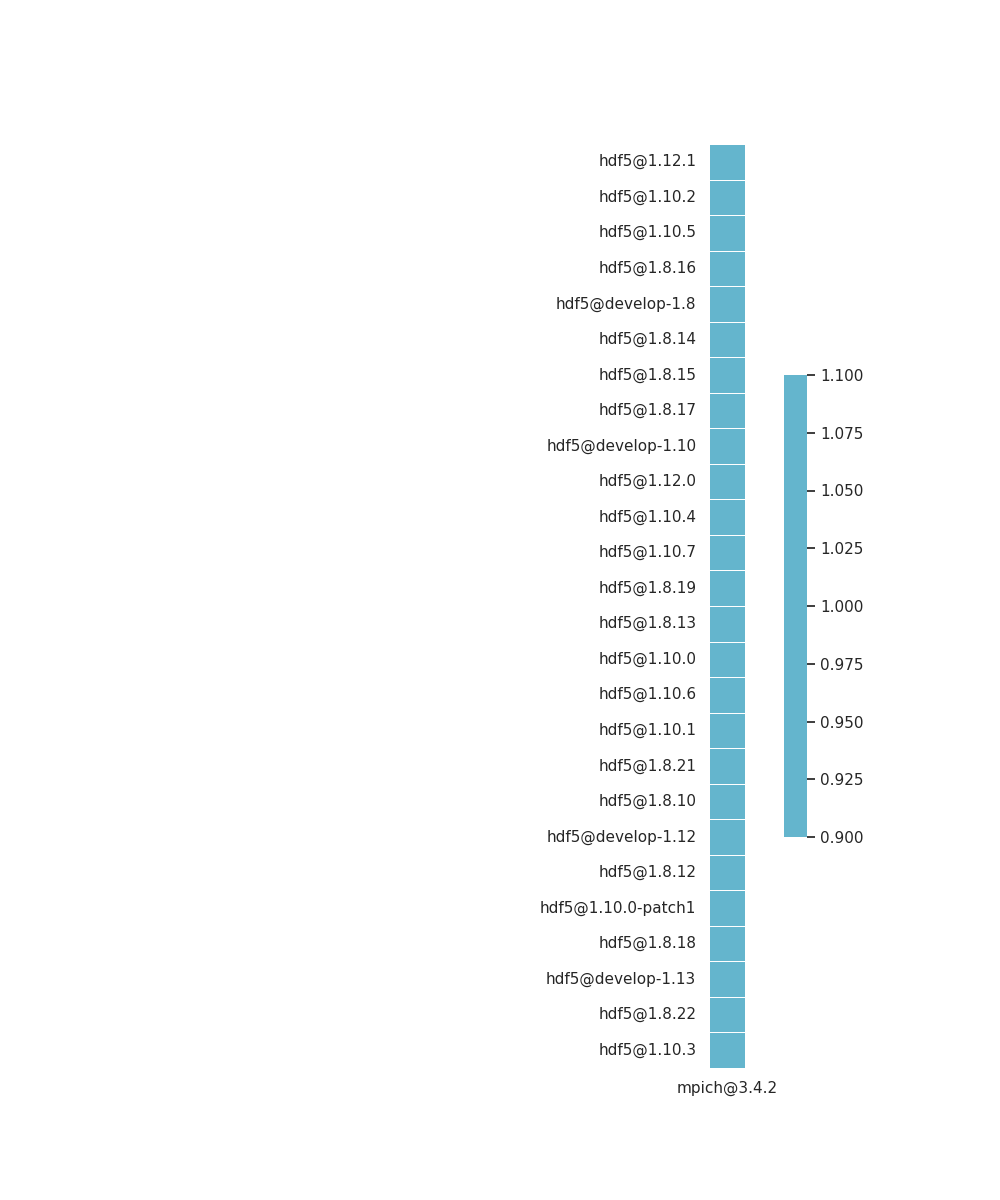 hdf5@1.12.1
hdf5@1.10.2
hdf5@1.10.5
hdf5@1.8.16
hdf5@develop-1.8
hdf5@1.8.14
hdf5@1.8.15
hdf5@1.8.17
hdf5@develop-1.10
hdf5@1.12.0
hdf5@1.10.4
hdf5@1.10.7
hdf5@1.8.19
hdf5@1.8.13
hdf5@1.10.0
hdf5@1.10.6
hdf5@1.10.1
hdf5@1.8.21
hdf5@1.8.10
hdf5@develop-1.12
hdf5@1.8.12
hdf5@1.10.0-patch1
hdf5@1.8.18
hdf5@develop-1.13
hdf5@1.8.22
hdf5@1.10.3
mpich@3.4.2
1.100
1.075
1.050
1.025
1.000
0.975
0.950
0.925
0.900